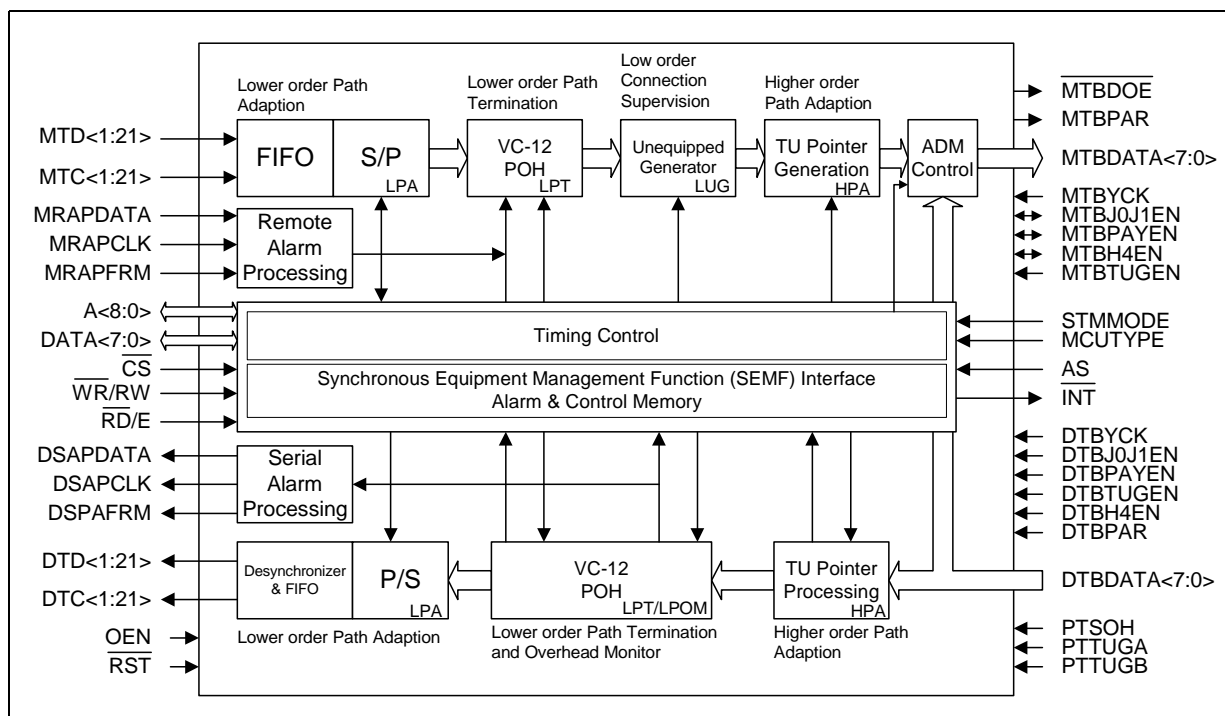 Lower order Path
Adaption
Lower order Path
Termination
Low order
Connection
Supervision
Higher order
Path Adaption
MTD<1:21>
MTC<1:21>
FIFO
S/P
LPA
VC-12
POH
LPT
Unequipped
Generator
LUG
TU Pointer
Generation
HPA
ADM
Control
MTBDOE
MTBPAR
MTBDATA<7:0>
MRAPDATA
MRAPCLK
MRAPFRM
Remote
Alarm
Processing
MTBYCK
MTBJ0J1EN
MTBPAYEN
MTBH4EN
MTBTUGEN
A<8:0>
DATA<7:0>
CS
WR/RW
RD/E
Timing Control
Synchronous Equipment Management Function (SEMF) Interface
Alarm & Control Memory
STMMODE
MCUTYPE
AS
INT
DSAPDATA
DSAPCLK
DSPAFRM
Serial
Alarm
Processing
DTBYCK
DTBJ0J1EN
DTBPAYEN
DTBTUGEN
DTBH4EN
DTBPAR
DTD<1:21>
DTC<1:21>
Desynchronizer
& FIFO
P/S
LPA
VC-12
POH
LPT/LPOM
TU Pointer
Processing
HPA
DTBDATA<7:0>
OEN
RST
Lower order Path Adaption
Lower order Path Termination
and Overhead Monitor
Higher order Path
Adaption
PTSOH
PTTUGA
PTTUGB